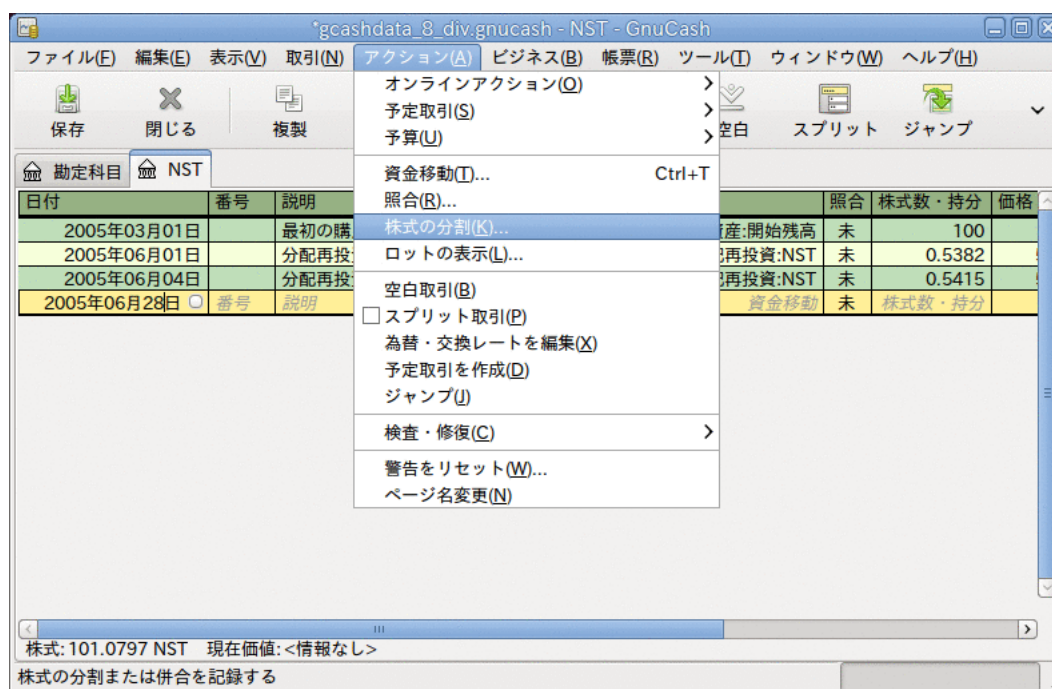 *gcashdata_8_div.gnucash - NST - GnuCash
ファイル(F) 編集(E) 表示(V) 取引(N) アクション(A) ビジネス(B) 帳票(R) ツール(T) ウィンドウ(W) ヘルプ(H)
保存 閉じる 複製 空白 スプリット ジャンプ
オンラインアクション(O)
予定取引(S)
予算(U)
資金移動(T)... Ctrl+T
照合(R)...
株式の分割(K)...
ロットの表示(L)...
空白取引(B)
スプリット取引(P)
為替・交換レートを編集(X)
予定取引を作成(D)
ジャンプ(J)
検査・修復(C)
警告をリセット(W)...
ページ名変更(N)
勘定科目 NST
日付 番号 説明 照合 株式数・持分 価格
2005年03月01日 最初の購 産:開始残高 未 100
2005年06月01日 分配再投 再投資:NST 未 0.5382
2005年06月04日 分配再投 再投資:NST 未 0.5415
2005年06月28日 番号 説明 資金移動 未 株式数・持分
株式: 101.0797 NST 現在価値: <情報なし>
株式の分割または併合を記録する